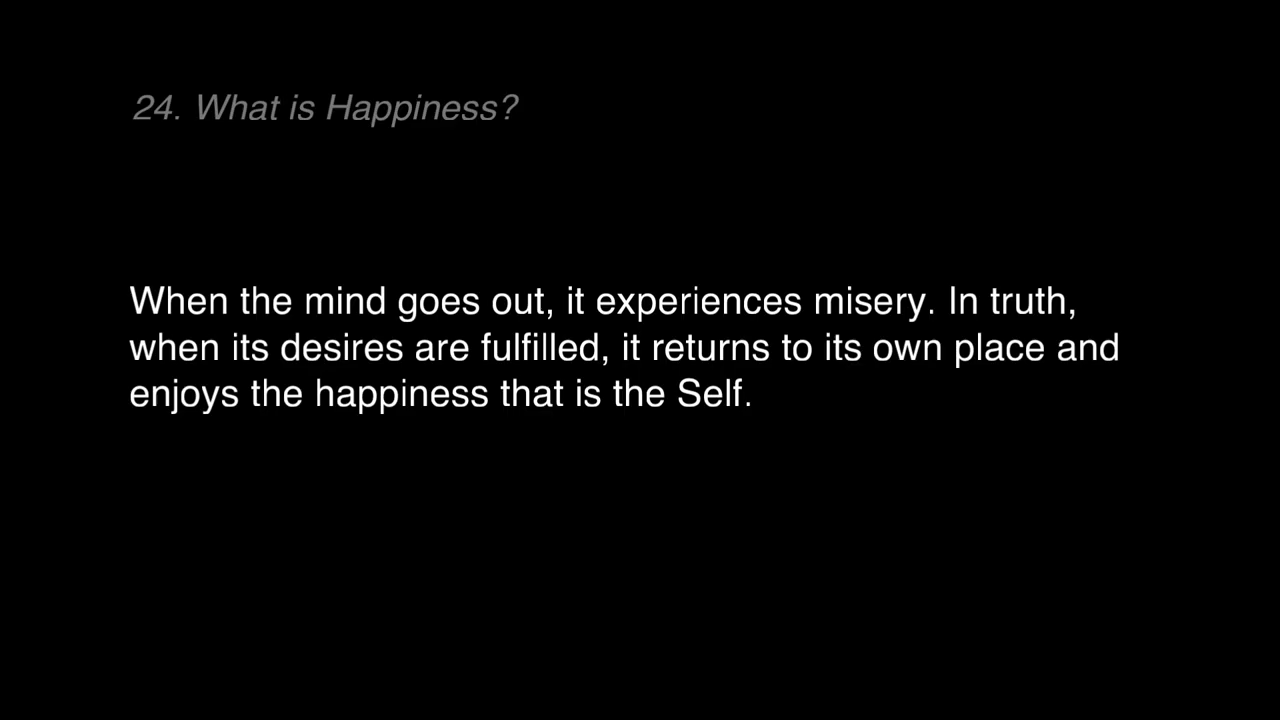 24. What is Happiness?
When the mind goes out, it experiences misery. In truth,
when its desires are fulfilled, it returns to its own place and
enjoys the happiness that is the Self.